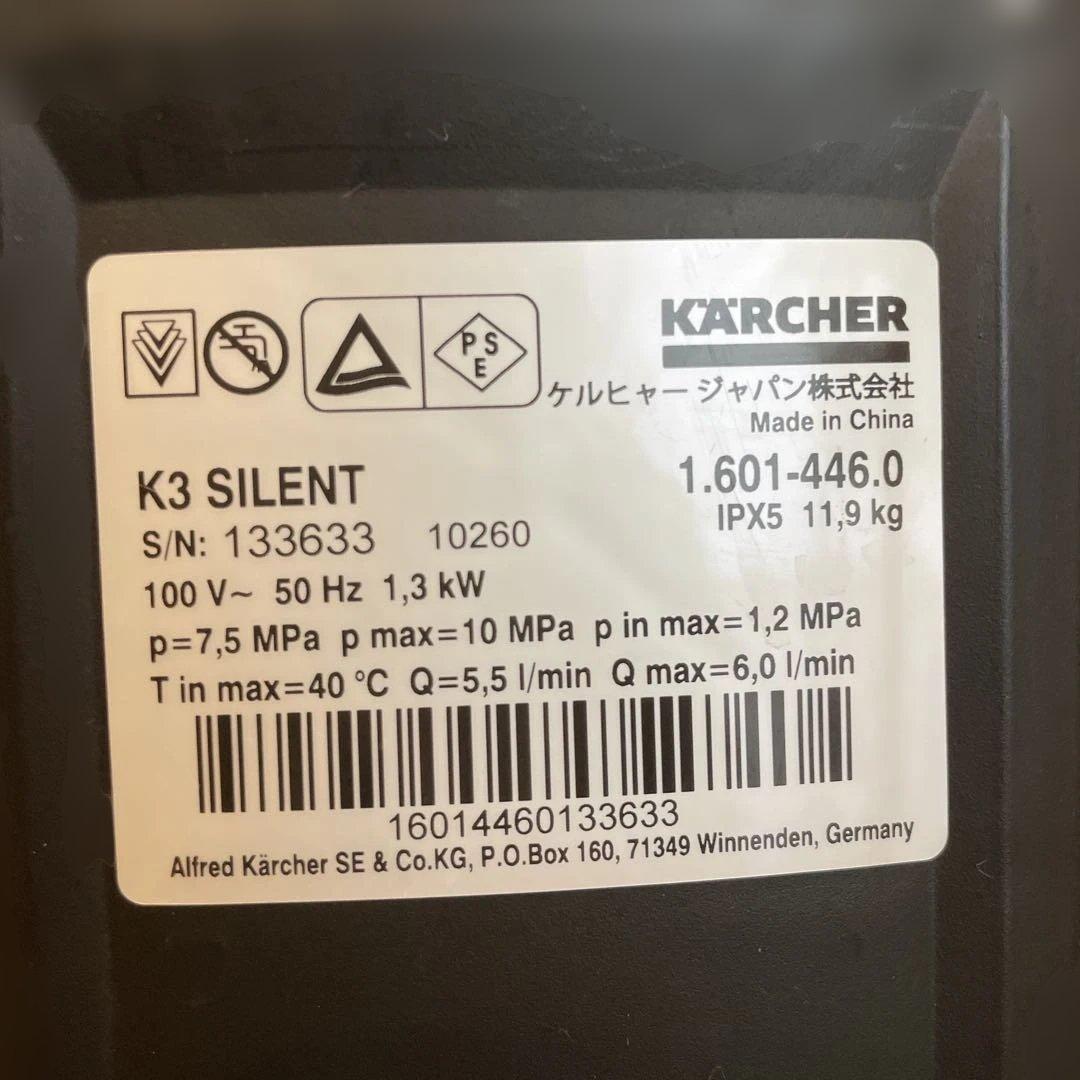 KÄRCHER
PSE
ケルヒャー ジャパン株式会社
Made in China
K3 SILENT
1.601-446.0
S/N: 133633 10260
IPX5 11,9 kg
100 V~ 50 Hz 1,3 kW
p=7,5 MPa p max=10 MPa p in max=1,2 MPa
T in max=40 °C Q=5,5 l/min Q max=6,0 l/min
16014460133633
Alfred Kärcher SE & Co.KG, P.O.Box 160, 71349 Winnenden, Germany